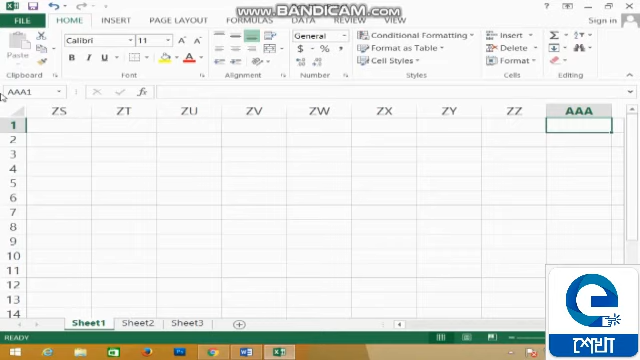 www.BANDICAM.com
Sign in
FILE HOME INSERT PAGE LAYOUT FORMULAS DATA REVIEW VIEW
Calibri 11 General Conditional Formatting Insert
Paste B I U $ % Format as Table Delete
Cell Styles Format
Clipboard Font Alignment Number Styles Cells Editing
AAA1 fx
ZS ZT ZU ZV ZW ZX ZY ZZ AAA
1
2
3
4
5
6
7
8
9
10
11
12
13
14
Sheet1 Sheet2 Sheet3
READY